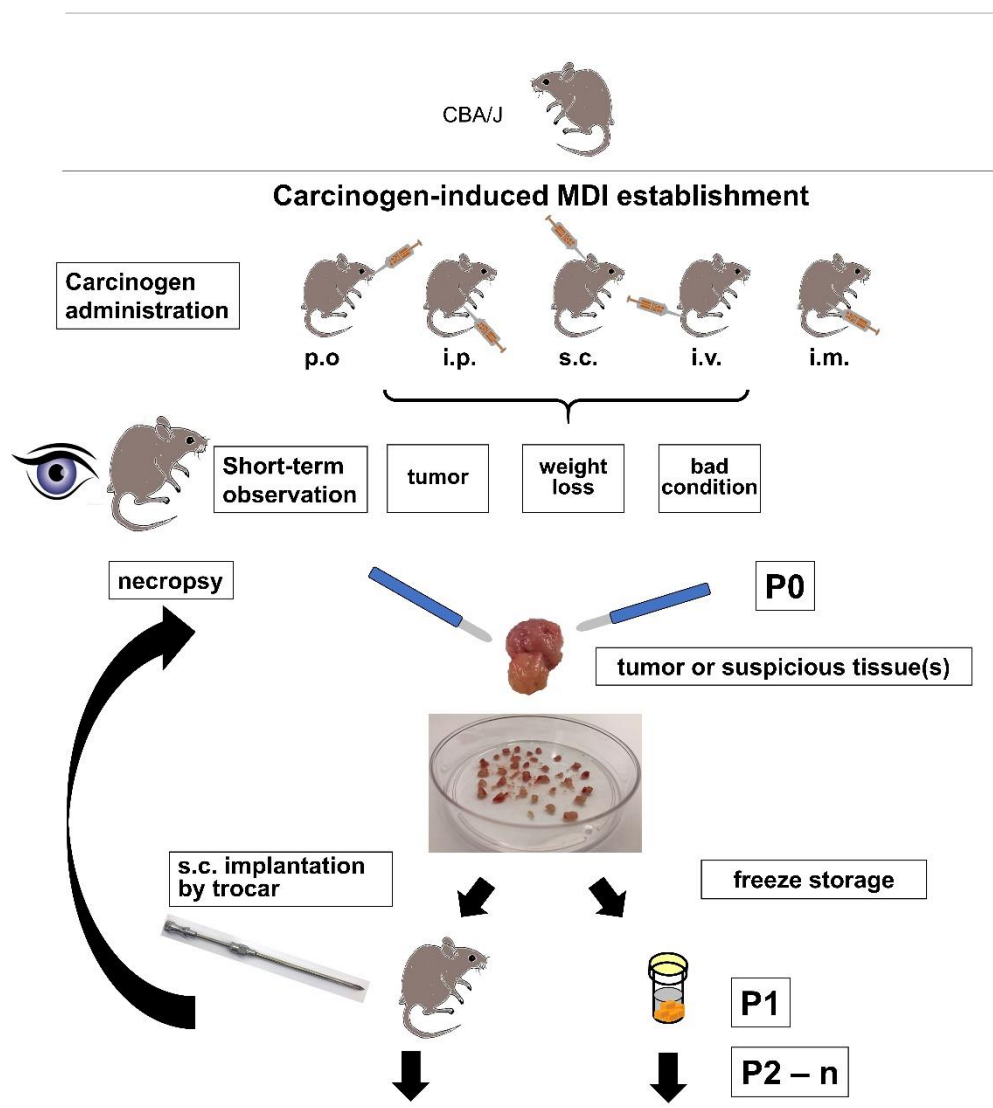 CBA/J
Carcinogen-induced MDI establishment
Carcinogen
administration
p.o
i.p.
s.c.
i.v.
i.m.
Short-term
observation
tumor
weight
loss
bad
condition
necropsy
P0
tumor or suspicious tissue(s)
s.c. implantation
by trocar
freeze storage
P1
P2 – n